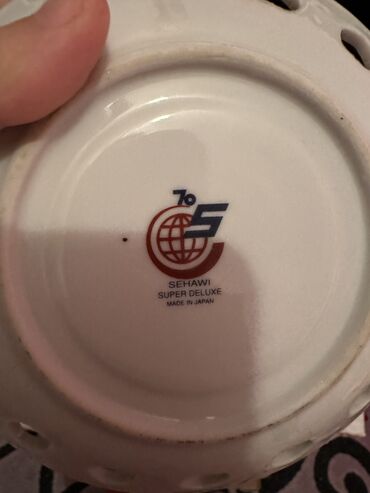 70
S
SEHAWI
SUPER DELUXE
MADE IN JAPAN